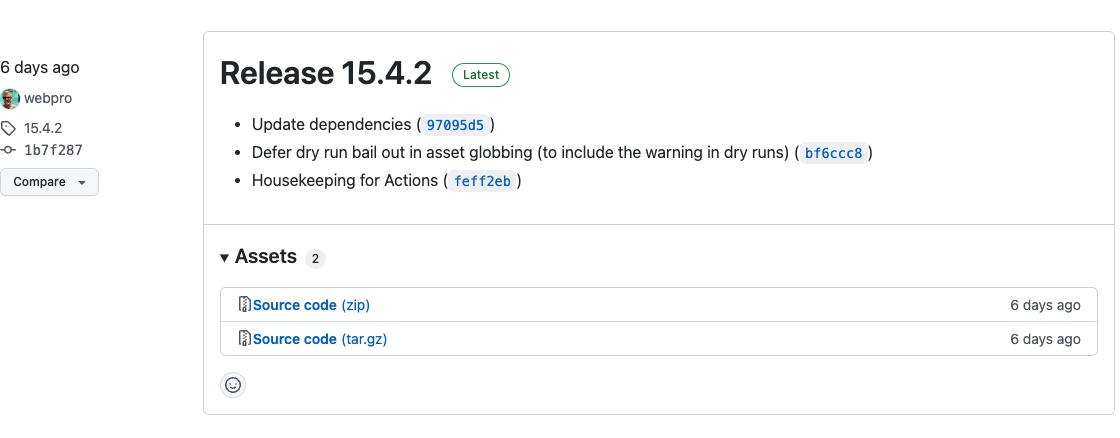 6 days ago
webpro
15.4.2
1b7f287
Compare
Release 15.4.2 Latest
Update dependencies ( 97095d5 )
Defer dry run bail out in asset globbing (to include the warning in dry runs) ( bf6ccc8 )
Housekeeping for Actions ( feff2eb )
Assets 2
Source code (zip) 6 days ago
Source code (tar.gz) 6 days ago